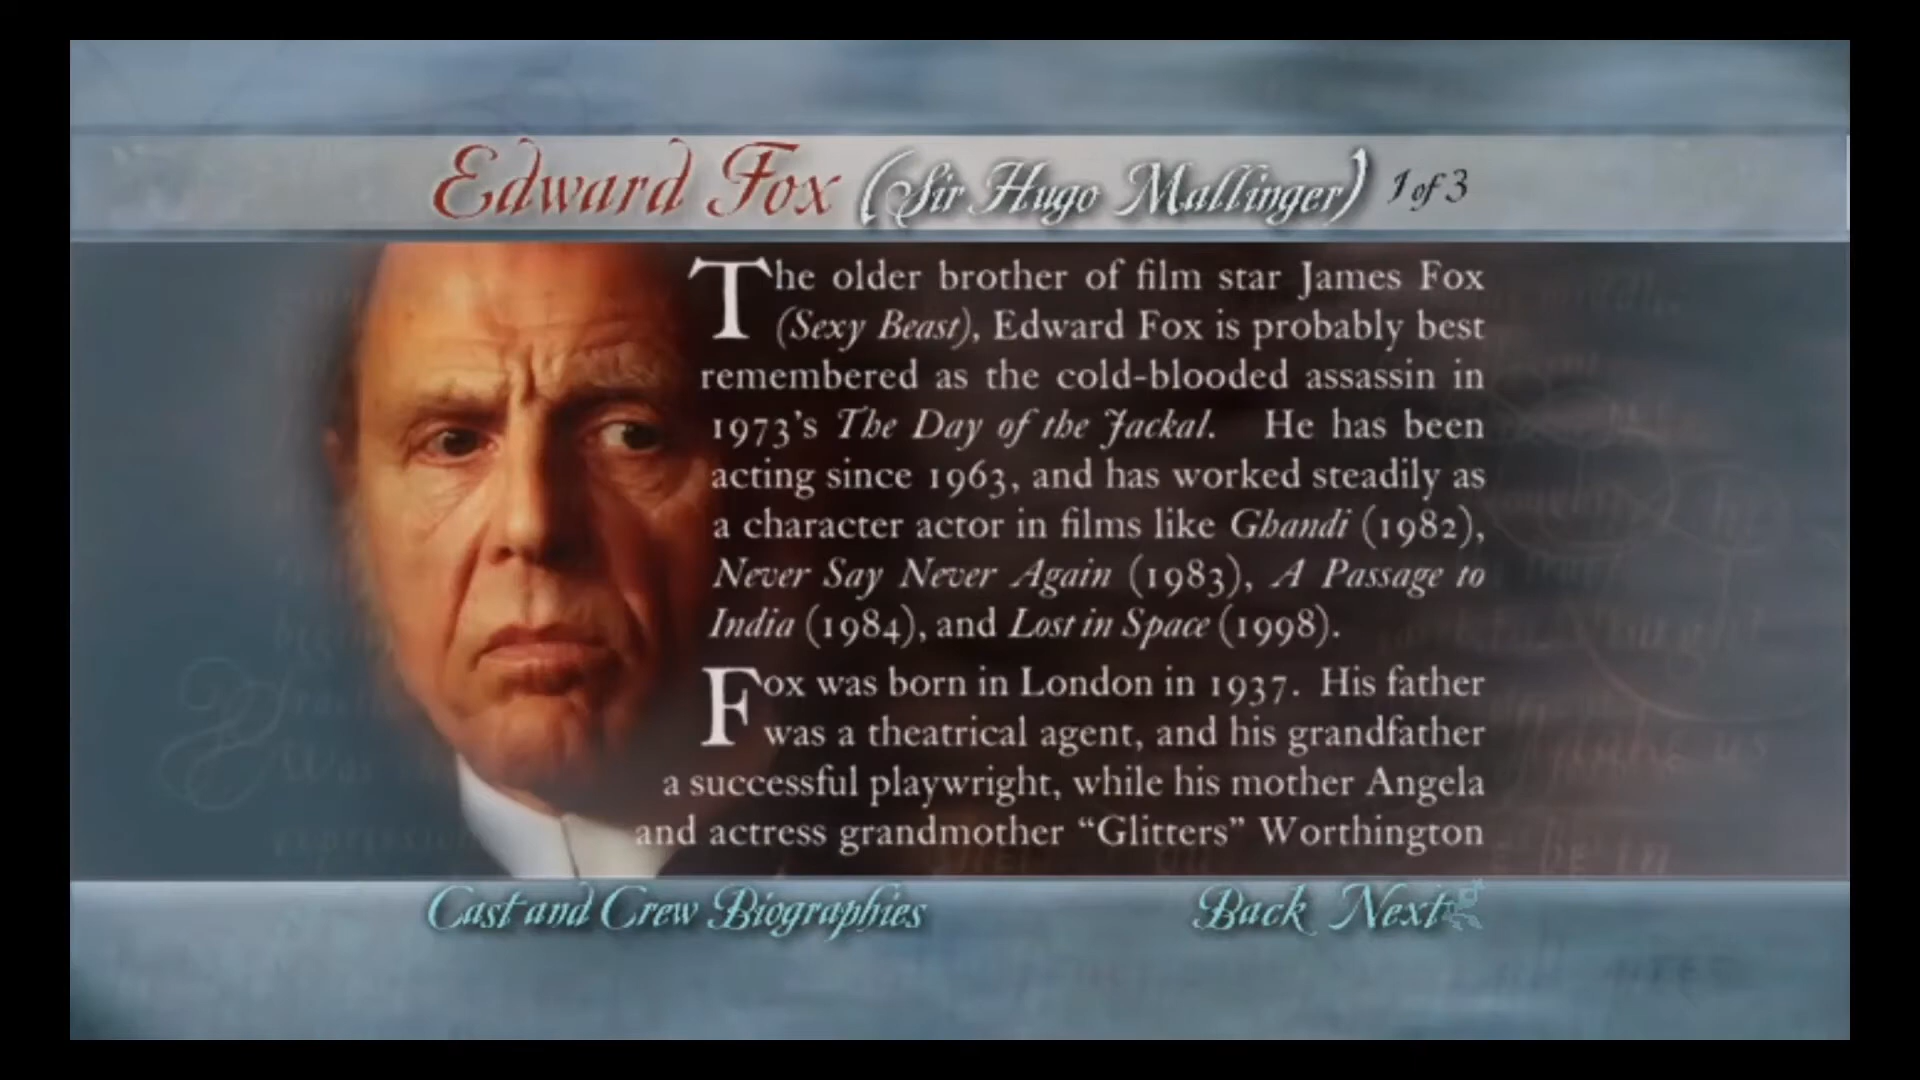 Edward Fox (Sir Hugo Mallinger) 1 of 3
The older brother of film star James Fox
(Sexy Beast), Edward Fox is probably best
remembered as the cold-blooded assassin in
1973's The Day of the Jackal. He has been
acting since 1963, and has worked steadily as
a character actor in films like Ghandi (1982),
Never Say Never Again (1983), A Passage to
India (1984), and Lost in Space (1998).
Fox was born in London in 1937. His father
was a theatrical agent, and his grandfather
a successful playwright, while his mother Angela
and actress grandmother “Glitters” Worthington
Cast and Crew Biographies
Back Next